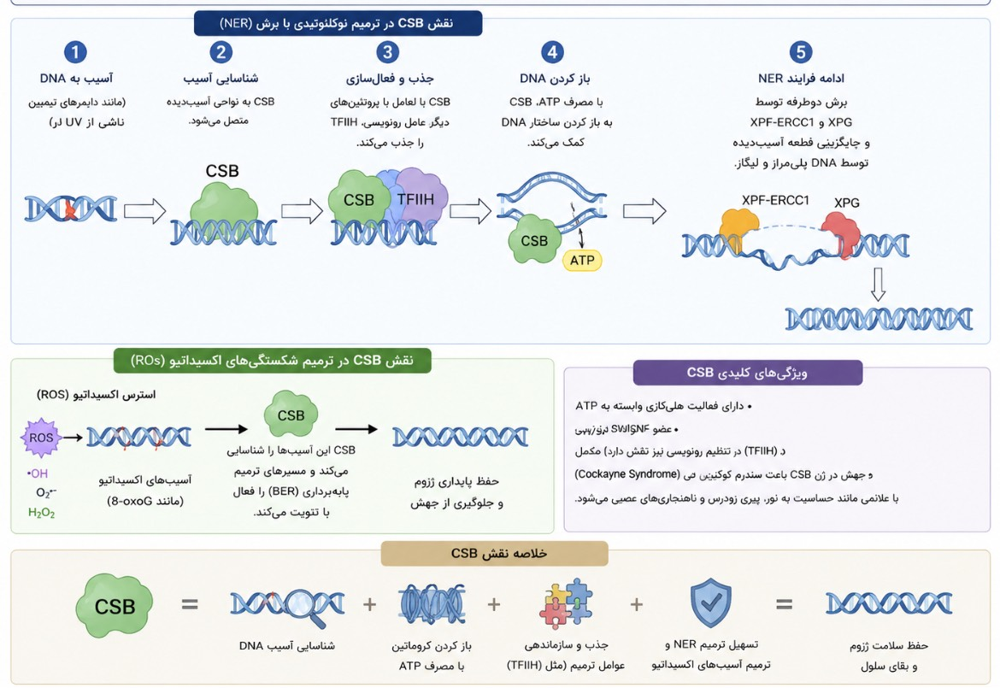 نقش CSB در ترمیم نوکلئوتیدی با برش (NER)
1
آسیب به DNA
(مانند دایمرهای تیمین
ناشی از UV لر)
2
شناسایی آسیب
CSB به نواحی آسیب‌دیده
متصل می‌شود.
CSB
3
جذب و فعال‌سازی
CSB با لعامل با پروتئین‌های
دیگر عامل رونویسی، TFIIH
را جذب می‌کند.
CSB
TFIIH
4
باز کردن DNA
با مصرف ATP، CSB
به باز کردن ساختار DNA
کمک می‌کند.
CSB
ATP
5
ادامه فرایند NER
برش دوطرفه توسط
XPG و XPF-ERCC1
و چایگزینی قطعه آسیب‌دیده
توسط DNA پلی‌مراز و لیگاز.
XPF-ERCC1
XPG
نقش CSB در ترمیم شکستگی‌های اکسیداتیو (ROs)
استرس اکسیداتیو (ROS)
ROS
•OH
O₂•−
H₂O₂
آسیب‌های اکسیداتیو
(مانند 8-oxoG)
CSB
CSB این آسیب‌ها را شناسایی
می‌کند و مسیرهای ترمیم
پایه‌برداری (BER) را فعال
با تتویت می‌کند.
حفظ پایداری ژزوم
و جلوگیری از جهش
ویژگی‌های کلیدی CSB
• دارای فعالیت هلی‌کازی وابسته به ATP
• عضو
د (TFIIH) در تنظیم رونویسی نیز نقش دارد) مکمل
و جهش در ژن CSB باعت سندرم کوکنیس می (Cockayne Syndrome)
با علائمی مانند حساسیت به نور، پیری زودرس و ناهنجاری‌های عصیی می‌شود.
خلاصه نقش CSB
CSB
=
شناسایی آسیب DNA
+
باز کردن کروماتین
با مصرف ATP
+
جذب و سازماندهی
عوامل ترمیم (مثل TFIIH)
+
تسهیل ترمیم NER و
ترمیم آسیب‌های اکسیداتیو
=
حفظ سلامت ژزوم
و بقای سلول